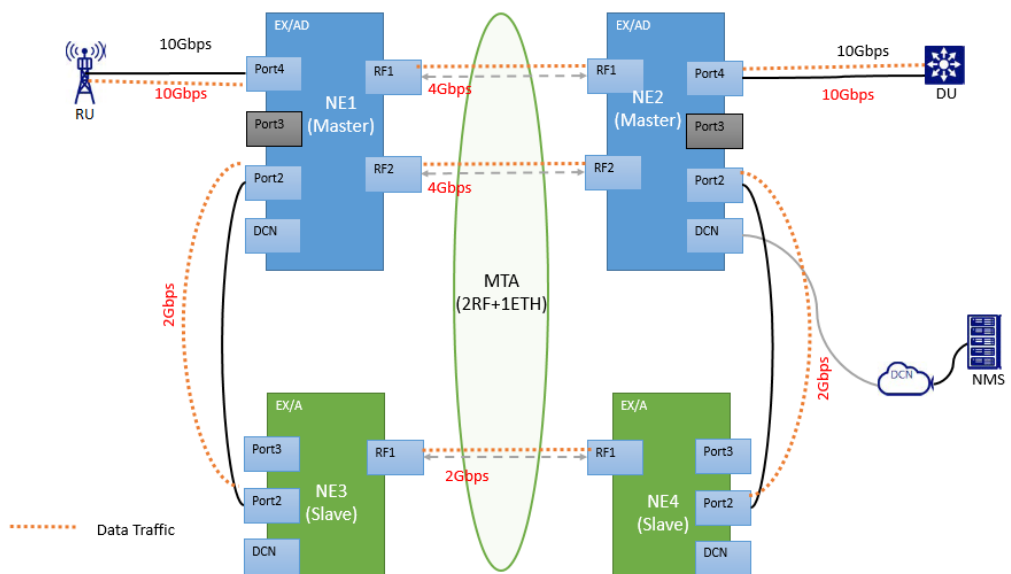 EX/AD
EX/AD
10Gbps
10Gbps
RU
Port4
Port3
Port2
DCN
NE1
(Master)
RF1
RF2
4Gbps
4Gbps
RF1
RF2
NE2
(Master)
Port4
Port3
Port2
DCN
10Gbps
10Gbps
DU
MTA
(2RF+1ETH)
2Gbps
2Gbps
DCN
NMS
EX/A
EX/A
Port3
Port2
DCN
NE3
(Slave)
RF1
2Gbps
RF1
NE4
(Slave)
Port3
Port2
DCN
Data Traffic